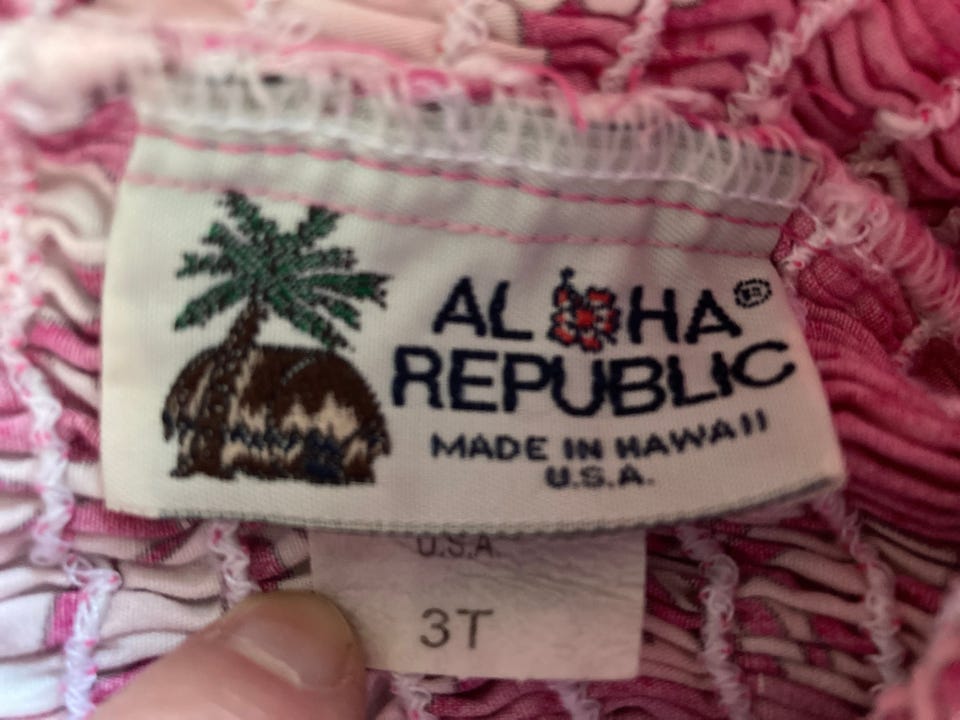 ALOHA
REPUBLIC
MADE IN HAWAII
U.S.A.
U.S.A.
3T